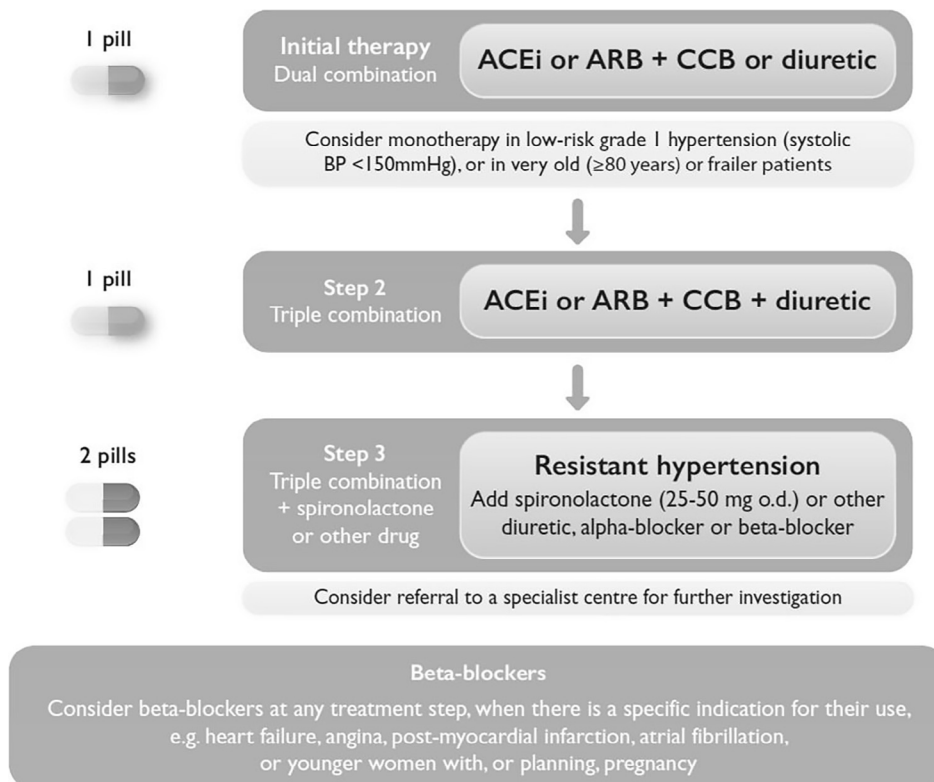 1 pill
Initial therapy
Dual combination
ACEi or ARB + CCB or diuretic
Consider monotherapy in low-risk grade 1 hypertension (systolic
BP <150mmHg), or in very old (≥80 years) or frailer patients
1 pill
Step 2
Triple combination
ACEi or ARB + CCB + diuretic
2 pills
Step 3
Triple combination
+ spironolactone
or other drug
Resistant hypertension
Add spironolactone (25-50 mg o.d.) or other
diuretic, alpha-blocker or beta-blocker
Consider referral to a specialist centre for further investigation
Beta-blockers
Consider beta-blockers at any treatment step, when there is a specific indication for their use,
e.g. heart failure, angina, post-myocardial infarction, atrial fibrillation,
or younger women with, or planning, pregnancy